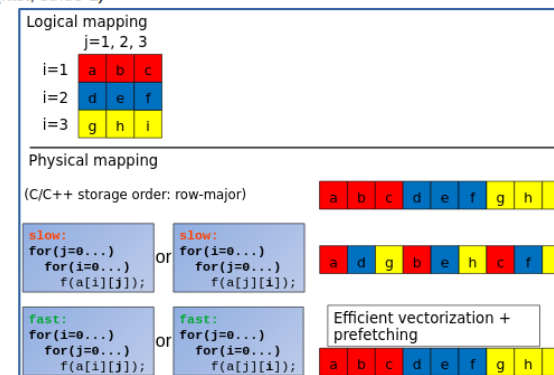 Logical mapping
j=1, 2, 3
i=1 a b c
i=2 d e f
i=3 g h i
Physical mapping
(C/C++ storage order: row-major)
a b c d e f g h
slow:
for(j=0...)
for(i=0...)
f(a[i][j]);
or
slow:
for(i=0...)
for(j=0...)
f(a[j][i]);
a d g b e h c f
fast:
for(i=0...)
for(j=0...)
f(a[i][j]);
or
fast:
for(j=0...)
for(i=0...)
f(a[j][i]);
Efficient vectorization +
prefetching
a b c d e f g h